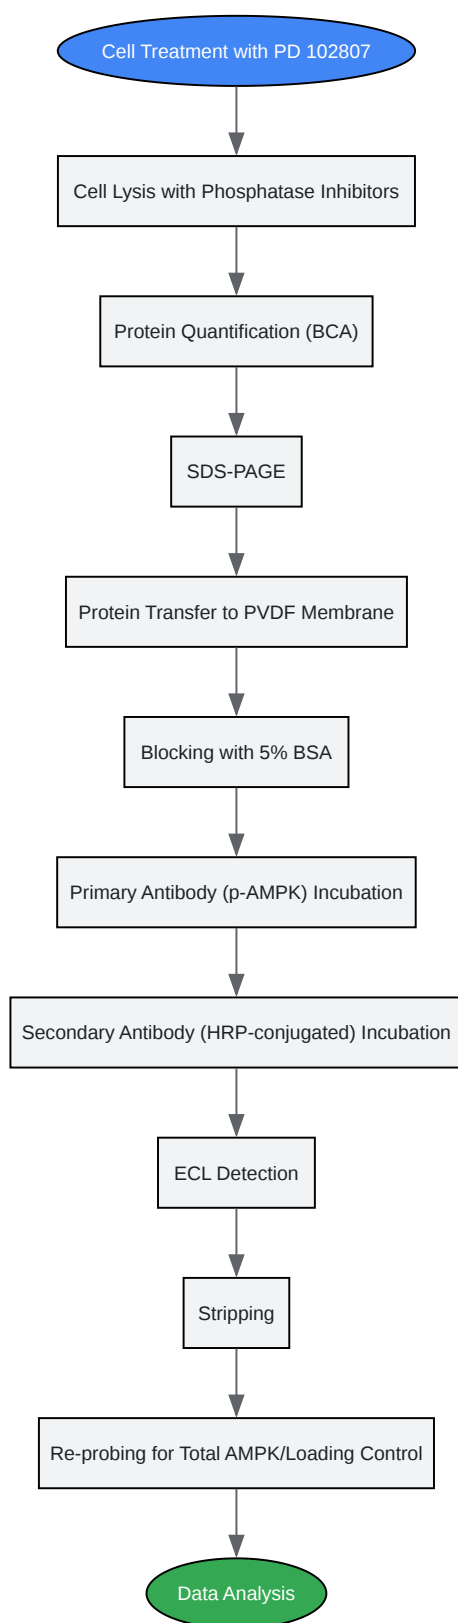 Cell Treatment with PD 102807
Cell Lysis with Phosphatase Inhibitors
Protein Quantification (BCA)
SDS-PAGE
Protein Transfer to PVDF Membrane
Blocking with 5% BSA
Primary Antibody (p-AMPK) Incubation
Secondary Antibody (HRP-conjugated) Incubation
ECL Detection
Stripping
Re-probing for Total AMPK/Loading Control
Data Analysis